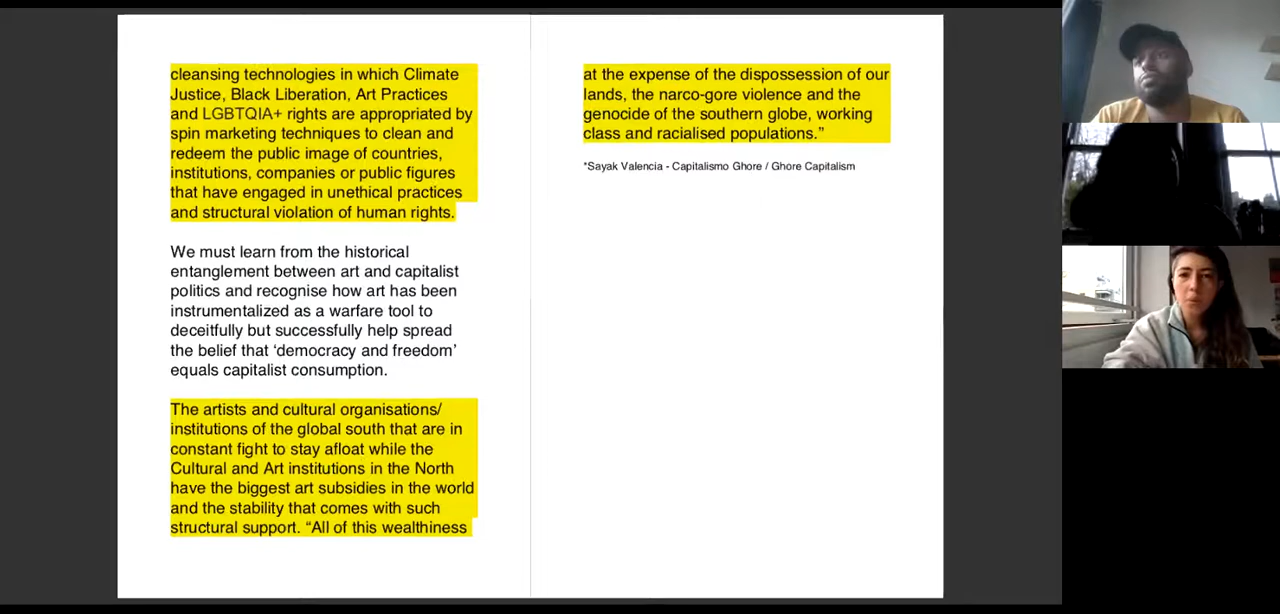 cleansing technologies in which Climate
Justice, Black Liberation, Art Practices
and LGBTQIA+ rights are appropriated by
spin marketing techniques to clean and
redeem the public image of countries,
institutions, companies or public figures
that have engaged in unethical practices
and structural violation of human rights.
We must learn from the historical
entanglement between art and capitalist
politics and recognise how art has been
instrumentalized as a warfare tool to
deceitfully but successfully help spread
the belief that ‘democracy and freedom’
equals capitalist consumption.
The artists and cultural organisations/
institutions of the global south that are in
constant fight to stay afloat while the
Cultural and Art institutions in the North
have the biggest art subsidies in the world
and the stability that comes with such
structural support. “All of this wealthiness
at the expense of the dispossession of our
lands, the narco-gore violence and the
genocide of the southern globe, working
class and racialised populations.”
*Sayak Valencia - Capitalismo Ghore / Ghore Capitalism